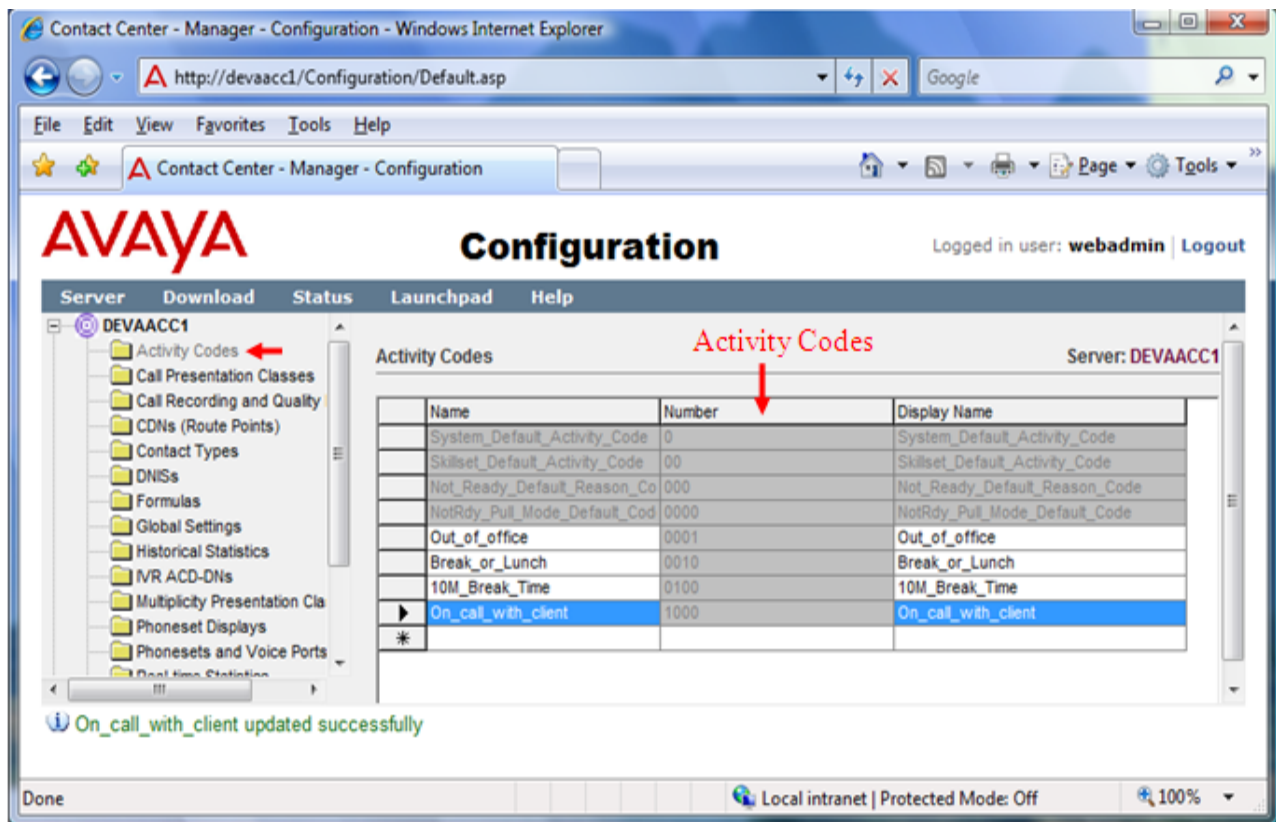 Contact Center - Manager - Configuration - Windows Internet Explorer
http://devaacc1/Configuration/Default.asp
Google
File Edit View Favorites Tools Help
Contact Center - Manager - Configuration
Page Tools
AVAYA
Configuration
Logged in user: webadmin | Logout
Server Download Status Launchpad Help
DEVAACC1
Activity Codes
Call Presentation Classes
Call Recording and Quality
CDNs (Route Points)
Contact Types
DNISs
Formulas
Global Settings
Historical Statistics
IVR ACD-DNs
Multiplicity Presentation Cla
Phoneset Displays
Phonesets and Voice Ports
Activity Codes
Activity Codes
Server: DEVAACC1
Name Number Display Name
System_Default_Activity_Code 0 System_Default_Activity_Code
Skillset_Default_Activity_Code 00 Skillset_Default_Activity_Code
Not_Ready_Default_Reason_Co 000 Not_Ready_Default_Reason_Code
NotRdy_Pull_Mode_Default_Cod 0000 NotRdy_Pull_Mode_Default_Code
Out_of_office 0001 Out_of_office
Break_or_Lunch 0010 Break_or_Lunch
10M_Break_Time 0100 10M_Break_Time
On_call_with_client 1000 On_call_with_client
On_call_with_client updated successfully
Done
Local intranet | Protected Mode: Off
100%